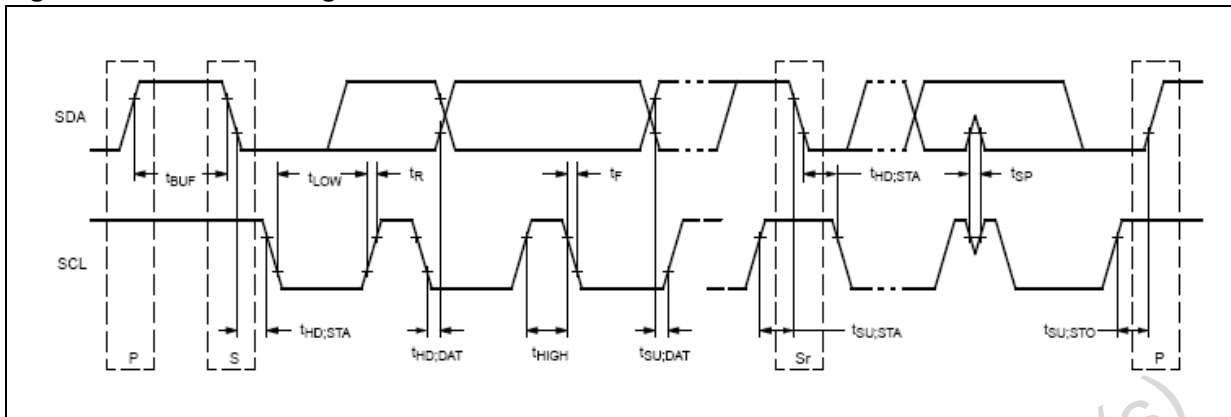 SDA
tBUF
tLOW
tR
tF
tHD;STA
tSP
SCL
tHD;STA
tHD;DAT
tHIGH
tSU;DAT
tSU;STA
tSU;STO
P
S
Sr
P